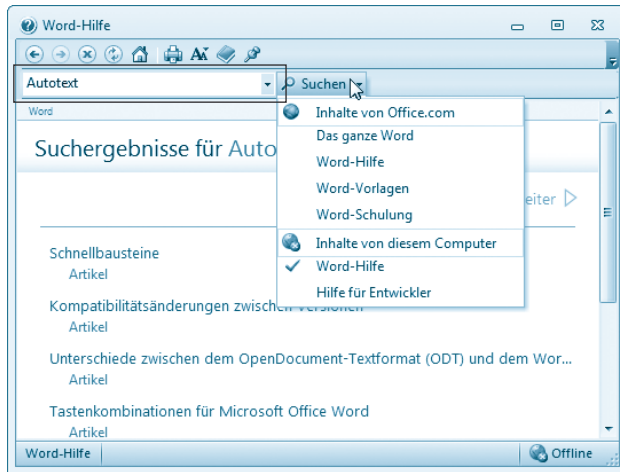 Word-Hilfe
Autotext
Suchen
Word
Suchergebnisse für Auto
Inhalte von Office.com
Das ganze Word
Word-Hilfe
Word-Vorlagen
Word-Schulung
Inhalte von diesem Computer
Word-Hilfe
Hilfe für Entwickler
eiter
Schnellbausteine
Artikel
Kompatibilitätsänderungen zwischen Versionen
Artikel
Unterschiede zwischen dem OpenDocument-Textformat (ODT) und dem Wor...
Artikel
Tastenkombinationen für Microsoft Office Word
Artikel
Word-Hilfe
Offline